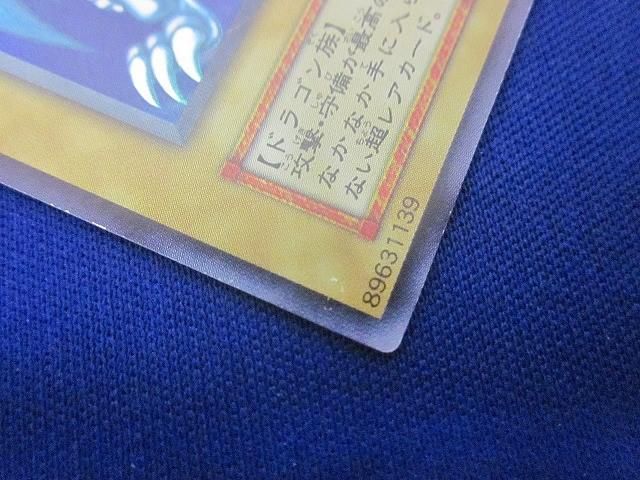 【ドラゴン族】
攻撃・守備が最高の
なかなか手に入ら
ない超レアカード。
89631139